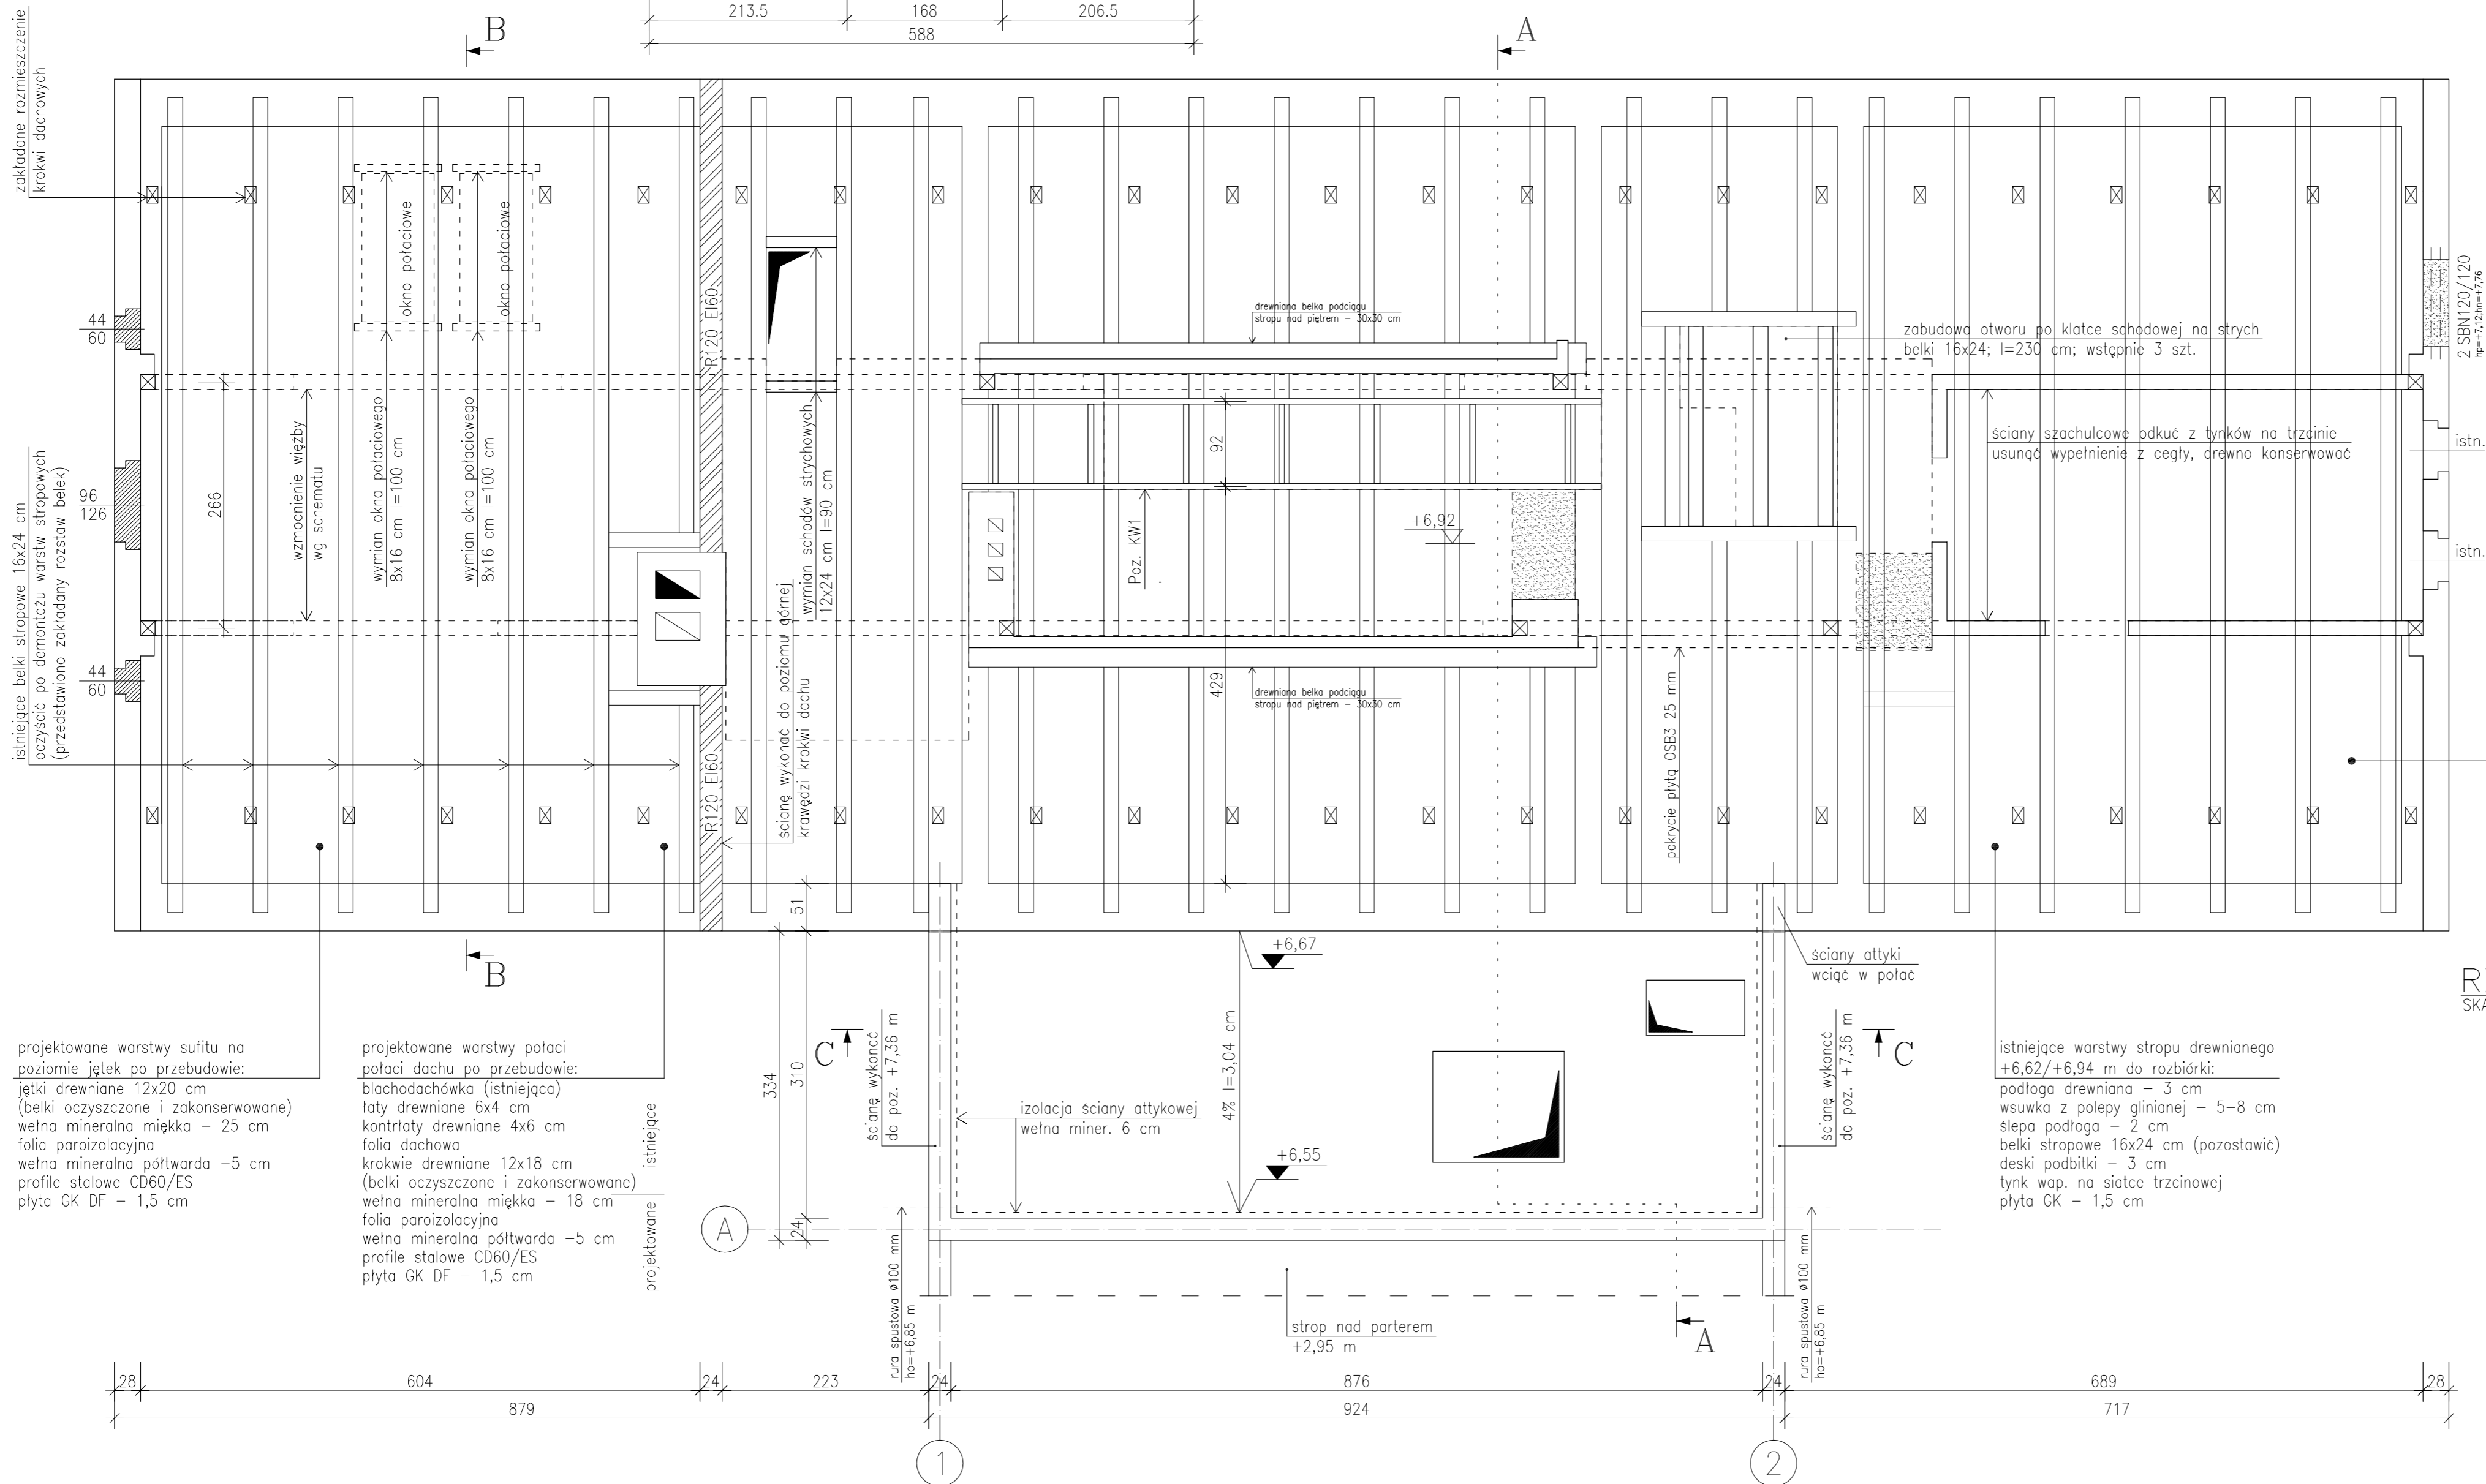 213.5
168
206.5
588
B
A
zakładane rozmieszczenie
krokwi dachowych
okno połaciowe
okno połaciowe
44
60
96
126
44
60
266
istniejące belki stropowe 16x24 cm
oczyścić po demontażu warstw stropowych
(przedstawiono zakładany rozstaw belek)
wzmocnienie więźby
wg schematu
wymian okna połaciowego
8x16 cm l=100 cm
wymian okna połaciowego
8x16 cm l=100 cm
R120 EI60
R120 EI60
wymian schodów strychowych
12x24 cm l=90 cm
ścianę wykonać do poziomu górnej
krawędzi krokwi dachu
drewniana belka podciągu
stropu nad piętrem - 30x30 cm
92
Poz. KW1
+6,92
429
drewniana belka podciągu
stropu nad piętrem - 30x30 cm
zabudowa otworu po klatce schodowej na strych
belki 16x24; l=230 cm; wstępnie 3 szt.
ściany szachulcowe odkuć z tynków na trzcinie
usunąć wypełnienie z cegły, drewno konserwować
2 SBN120/120
hp=+7,12;hn=+7,76
istn.
istn.
pokrycie płytą OSB3 25 mm
51
334
310
24
B
+6,67
+6,55
4% l=3,04 cm
ściany attyki
wciąć w połać
C
C
ścianę wykonać
do poz. +7,36 m
ścianę wykonać
do poz. +7,36 m
izolacja ściany attykowej
wełna miner. 6 cm
R
SKA
projektowane warstwy sufitu na
poziomie jętek po przebudowie:
jętki drewniane 12x20 cm
(belki oczyszczone i zakonserwowane)
wełna mineralna miękka - 25 cm
folia paroizolacyjna
wełna mineralna półtwarda -5 cm
profile stalowe CD60/ES
płyta GK DF - 1,5 cm
projektowane warstwy połaci
połaci dachu po przebudowie:
blachodachówka (istniejąca)
łaty drewniane 6x4 cm
kontrłaty drewniane 4x6 cm
folia dachowa
krokwie drewniane 12x18 cm
(belki oczyszczone i zakonserwowane)
wełna mineralna miękka - 18 cm
folia paroizolacyjna
wełna mineralna półtwarda -5 cm
profile stalowe CD60/ES
płyta GK DF - 1,5 cm
istniejące
projektowane
istniejące warstwy stropu drewnianego
+6,62/+6,94 m do rozbiórki:
podłoga drewniana - 3 cm
wsuwka z polepy glinianej - 5-8 cm
ślepa podłoga - 2 cm
belki stropowe 16x24 cm (pozostawić)
deski podbitki - 3 cm
tynk wap. na siatce trzcinowej
płyta GK - 1,5 cm
A
rura spustowa ø100 mm
ho=+6,85 m
rura spustowa ø100 mm
ho=+6,85 m
strop nad parterem
+2,95 m
A
28
604
24
223
24
876
24
689
28
879
924
717
1
2